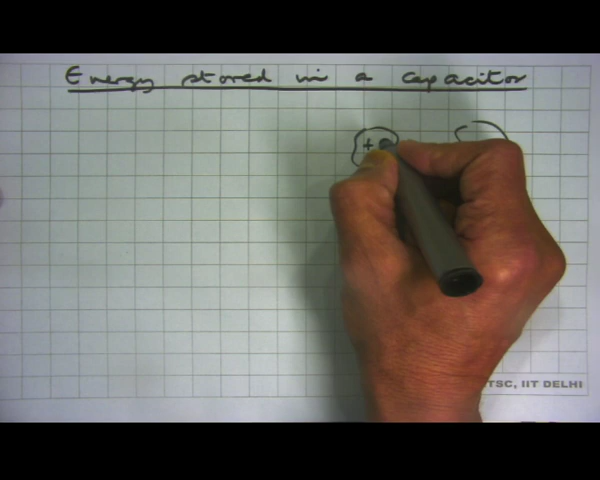 Energy stored in a capacitor
+
TSC, IIT DELHI